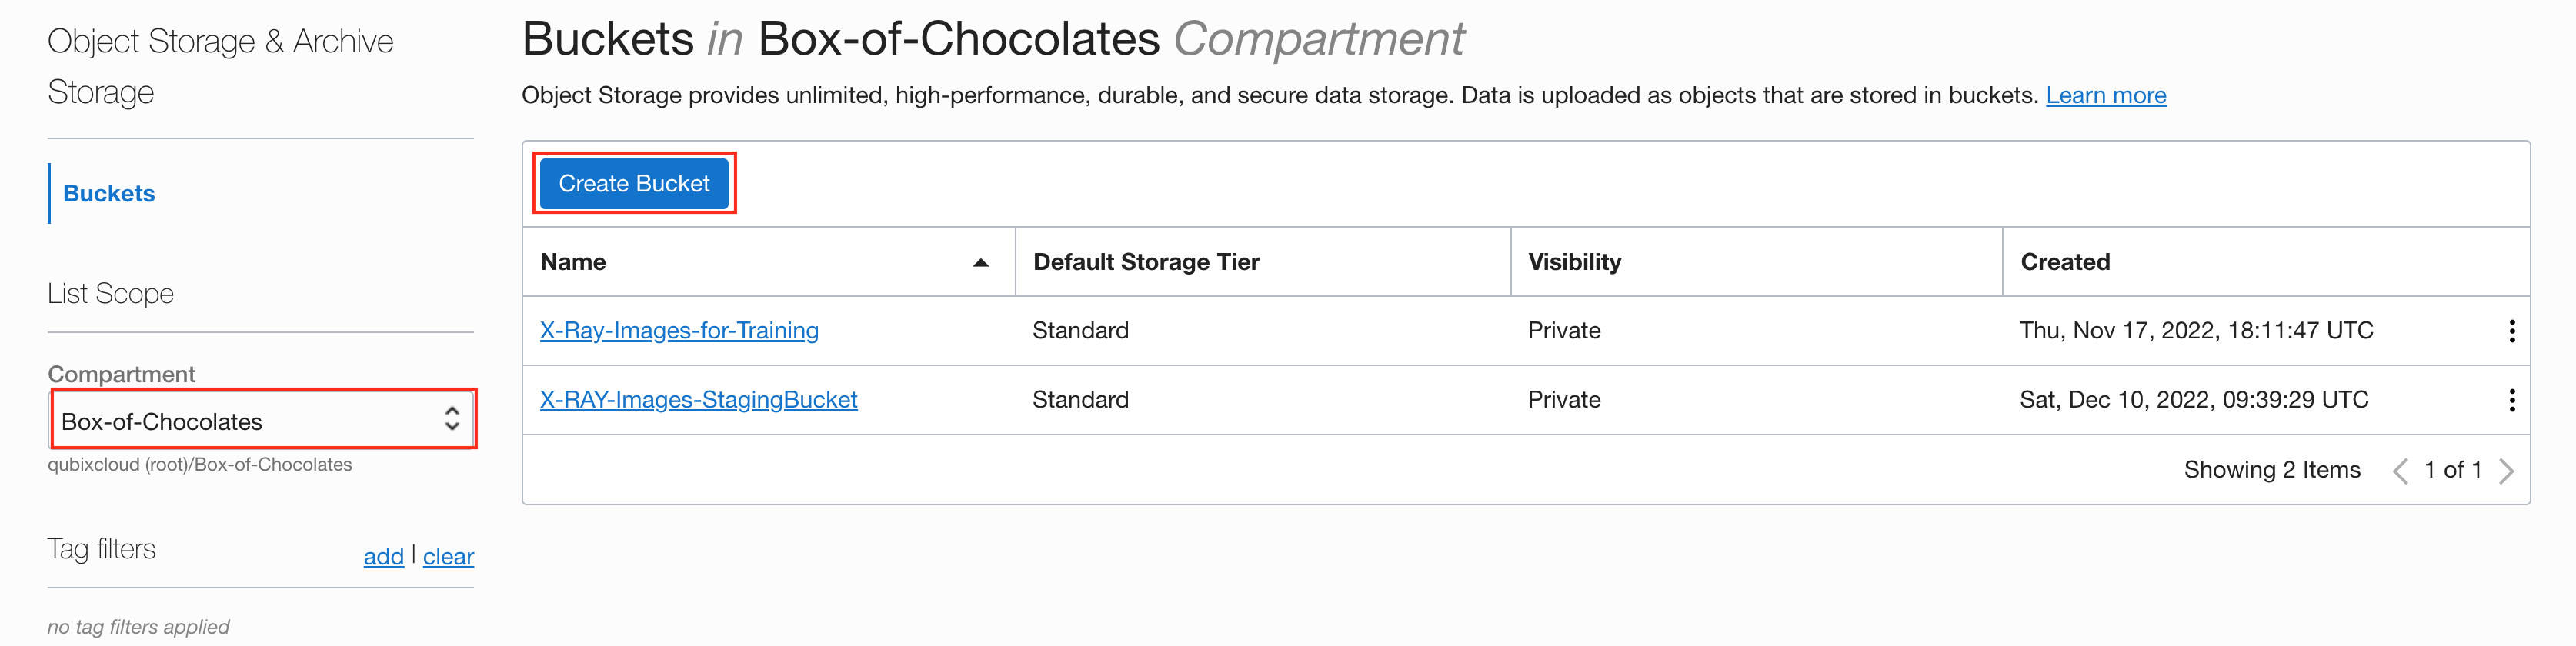 Object Storage & Archive
Storage
Buckets
List Scope
Compartment
Box-of-Chocolates
qubixcloud (root)/Box-of-Chocolates
Tag filters add | clear
no tag filters applied
Buckets in Box-of-Chocolates Compartment
Object Storage provides unlimited, high-performance, durable, and secure data storage. Data is uploaded as objects that are stored in buckets. Learn more
Create Bucket
Name Default Storage Tier Visibility Created
X-Ray-Images-for-Training Standard Private Thu, Nov 17, 2022, 18:11:47 UTC
X-RAY-Images-StagingBucket Standard Private Sat, Dec 10, 2022, 09:39:29 UTC
Showing 2 Items 1 of 1